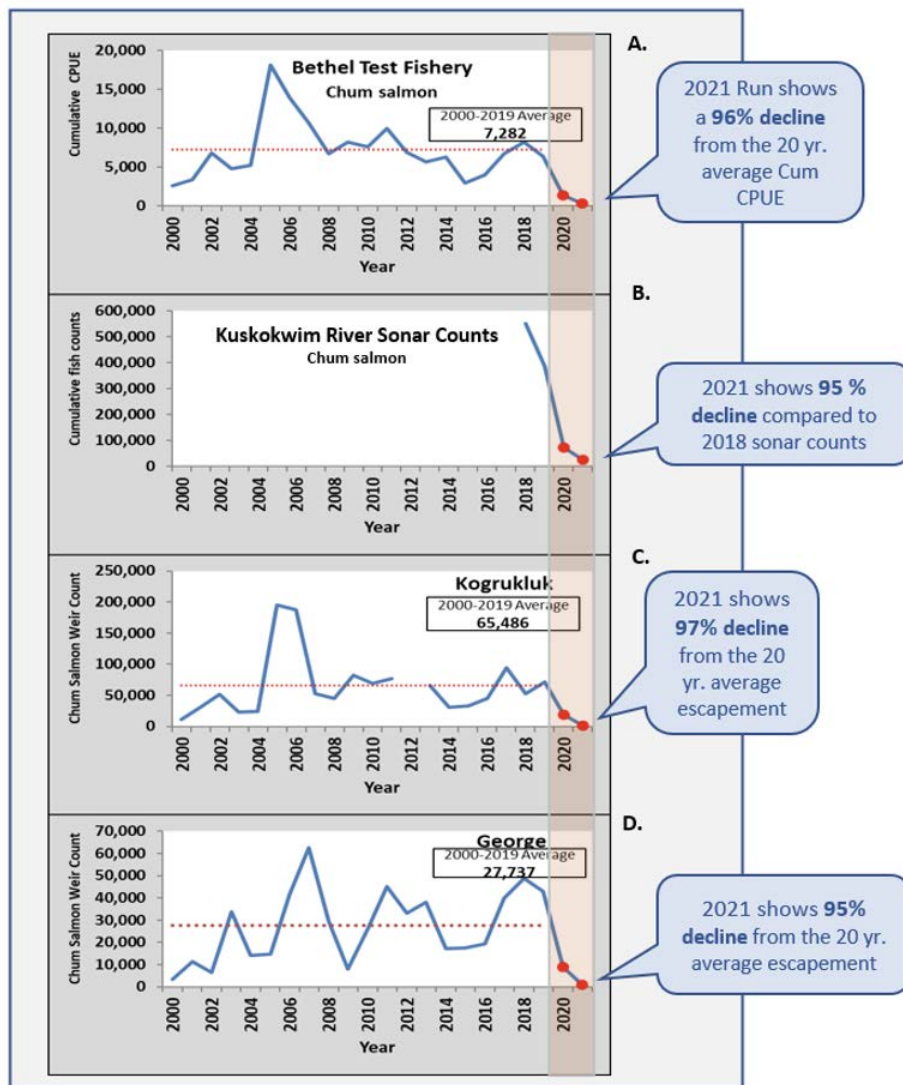 A.
Bethel Test Fishery
Chum salmon
2000-2019 Average
7,282
Cumulative CPUE
20,000
15,000
10,000
5,000
0
2000
2002
2004
2006
2008
2010
2012
2014
2016
2018
2020
Year
2021 Run shows
a 96% decline
from the 20 yr.
average Cum
CPUE
B.
Kuskokwim River Sonar Counts
Chum salmon
Cumulative fish counts
600,000
500,000
400,000
300,000
200,000
100,000
0
2000
2002
2004
2006
2008
2010
2012
2014
2016
2018
2020
Year
2021 shows 95 %
decline compared to
2018 sonar counts
C.
Kogrukluk
2000-2019 Average
65,486
Chum Salmon Weir Count
250,000
200,000
150,000
100,000
50,000
0
2000
2002
2004
2006
2008
2010
2012
2014
2016
2018
2020
Year
2021 shows
97% decline
from the 20
yr. average
escapement
D.
George
2000-2019 Average
27,737
Chum Salmon Weir Count
70,000
60,000
50,000
40,000
30,000
20,000
10,000
0
2000
2002
2004
2006
2008
2010
2012
2014
2016
2018
2020
Year
2021 shows 95%
decline from the 20 yr.
average escapement